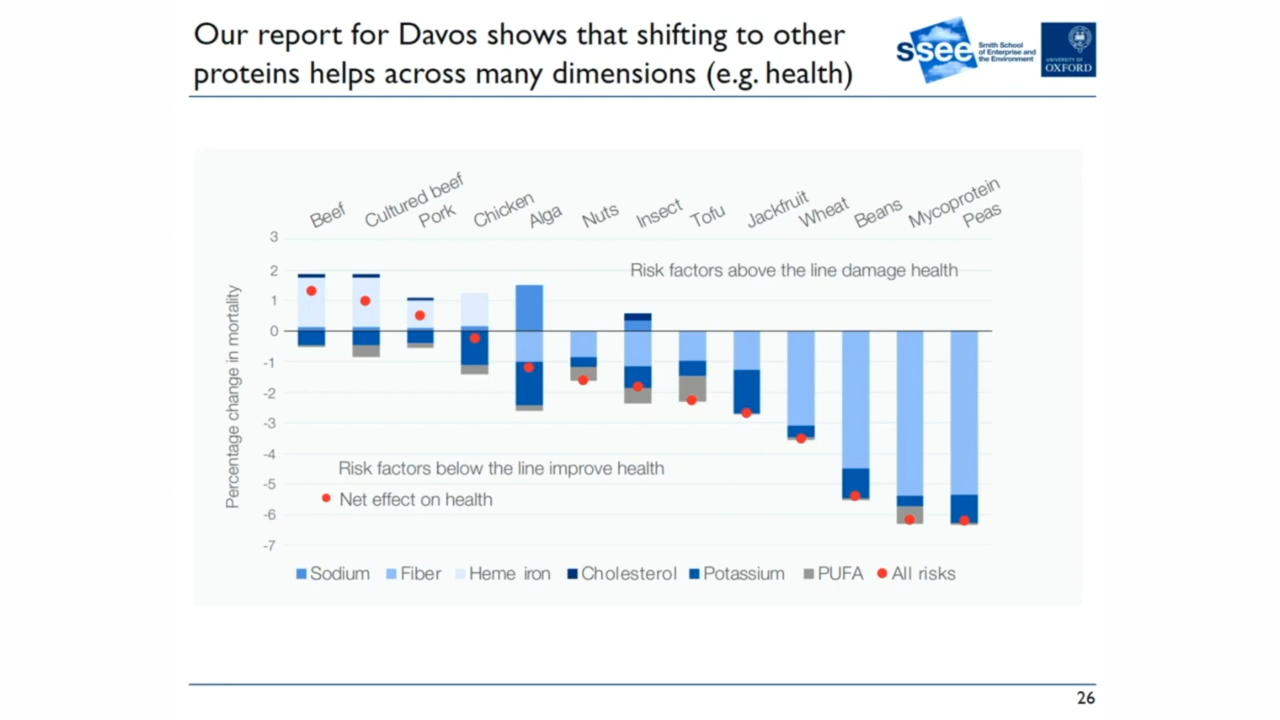 Our report for Davos shows that shifting to other
proteins helps across many dimensions (e.g. health)
ssee
Smith School
of Enterprise and
the Environment
UNIVERSITY OF
OXFORD
Beef
Cultured beef
Pork
Chicken
Alga
Nuts
Insect
Tofu
Jackfruit
Wheat
Beans
Mycoprotein
Peas
Percentage change in mortality
3
2
1
0
-1
-2
-3
-4
-5
-6
-7
Risk factors above the line damage health
Risk factors below the line improve health
Net effect on health
Sodium Fiber Heme iron Cholesterol Potassium PUFA All risks
26